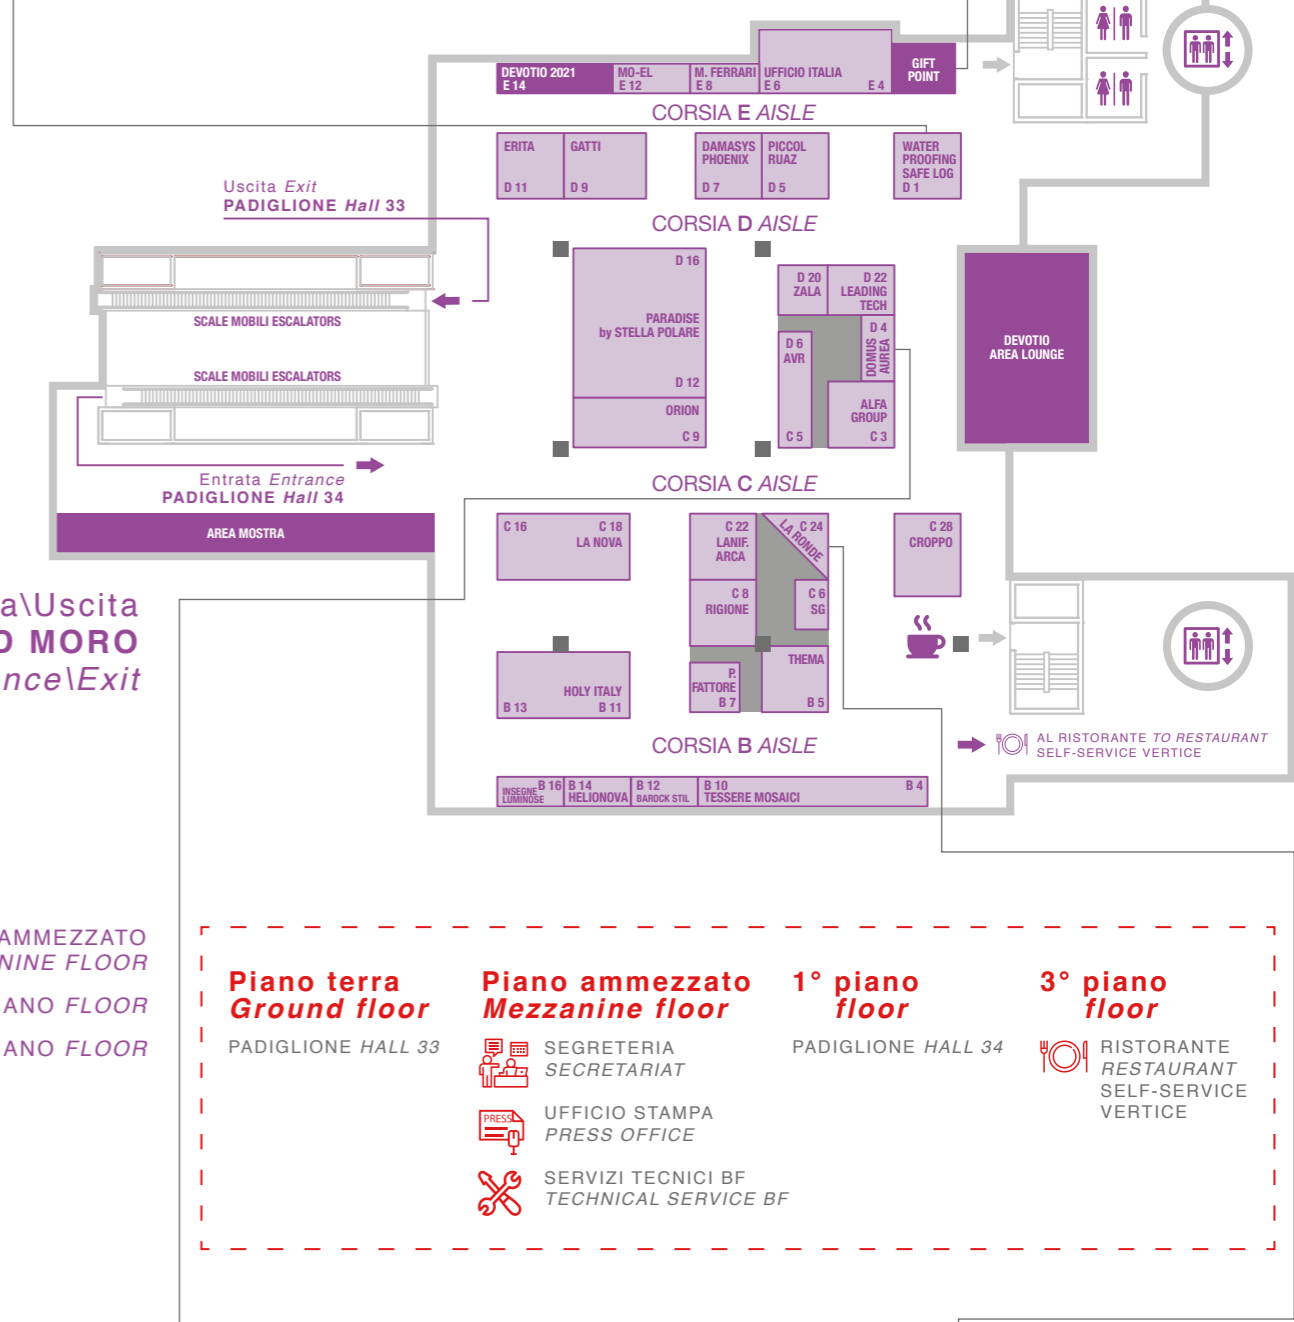 DEVOTIO 2021
E 14
MO-EL
E 12
M. FERRARI
E 8
UFFICIO ITALIA
E 6
E 4
GIFT
POINT
CORSIA E AISLE
ERITA
D 11
GATTI
D 9
DAMASYS
PHOENIX
D 7
PICCOL
RUAZ
D 5
WATER
PROOFING
SAFE LOG
D 1
Uscita Exit
PADIGLIONE Hall 33
CORSIA D AISLE
SCALE MOBILI ESCALATORS
SCALE MOBILI ESCALATORS
D 16
PARADISE
by STELLA POLARE
D 12
ORION
C 9
D 20
ZALA
D 22
LEADING
TECH
D 4
DOMUS
AUREA
D 6
AVR
C 5
ALFA
GROUP
C 3
DEVOTIO
AREA LOUNGE
Entrata Entrance
PADIGLIONE Hall 34
CORSIA C AISLE
AREA MOSTRA
C 16
C 18
LA NOVA
C 22
LANIF.
ARCA
C 24
LA RONDE
C 28
CROPPO
C 8
RIGIONE
C 6
SG
a\Uscita
O MORO
nce\Exit
HOLY ITALY
B 13
B 11
P.
FATTORE
B 7
THEMA
B 5
CORSIA B AISLE
AL RISTORANTE TO RESTAURANT
SELF-SERVICE VERTICE
B 16
INSEGNE
LUMINOSE
B 14
HELIONOVA
B 12
BAROCK STIL
B 10
TESSERE MOSAICI
B 4
AMMEZZATO
NINE FLOOR
ANO FLOOR
ANO FLOOR
Piano terra
Ground floor
PADIGLIONE HALL 33
Piano ammezzato
Mezzanine floor
SEGRETERIA
SECRETARIAT
PRESS
UFFICIO STAMPA
PRESS OFFICE
SERVIZI TECNICI BF
TECHNICAL SERVICE BF
1° piano
floor
PADIGLIONE HALL 34
3° piano
floor
RISTORANTE
RESTAURANT
SELF-SERVICE
VERTICE